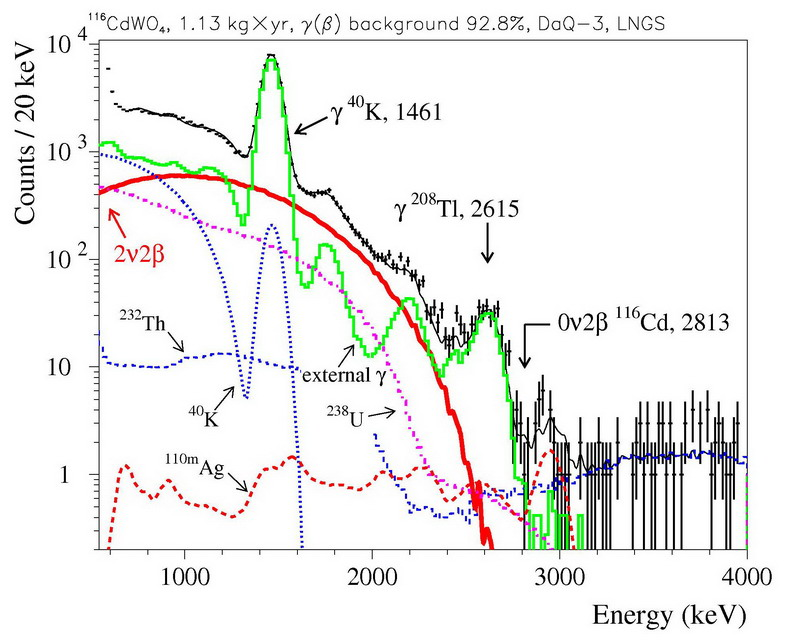 ¹¹⁶CdWO₄, 1.13 kg×yr, γ(β) background 92.8%, DaQ−3, LNGS
Counts / 20 keV
10⁴
10³
10²
10
1
γ ⁴⁰K, 1461
γ ²⁰⁸Tl, 2615
2ν2β
0ν2β ¹¹⁶Cd, 2813
²³²Th
external γ
⁴⁰K
²³⁸U
¹¹⁰ᵐAg
1000 2000 3000 4000
Energy (keV)